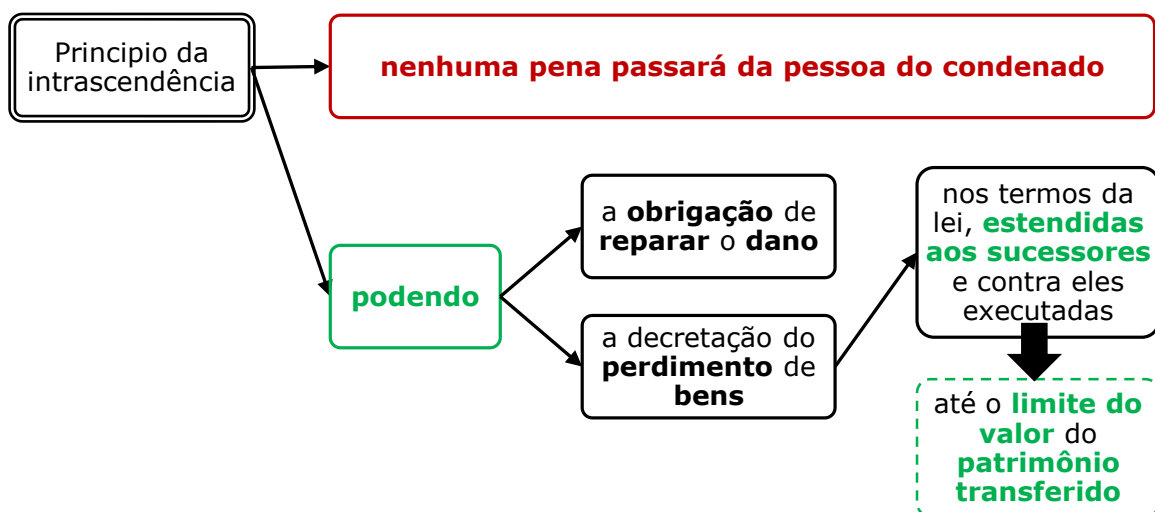 Principio da
intrascendência
nenhuma pena passará da pessoa do condenado
podendo
a obrigação de
reparar o dano
a decretação do
perdimento de
bens
nos termos da
lei, estendidas
aos sucessores
e contra eles
executadas
até o limite do
valor do
patrimônio
transferido